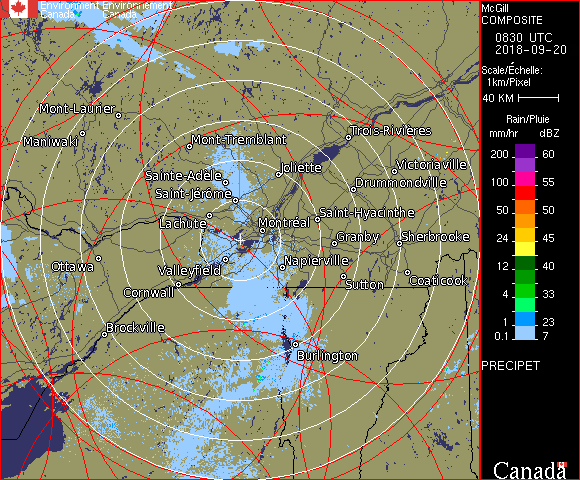 Environment Environnement
Canada Canada
McGill
COMPOSITE
0830 UTC
2018-09-20
Scale/Échelle:
1km/Pixel
40 KM
Rain/Pluie
mm/hr dBZ
200 60
100 55
50 50
24 45
12 40
4 33
1 23
0.1 7
PRECIPET
Canada
Mont-Laurier
Maniwaki
Mont-Tremblant
Trois-Rivières
Sainte-Adèle
Joliette
Victoriaville
Saint-Jérôme
Drummondville
Lachute
Montréal
Saint-Hyacinthe
Granby
Sherbrooke
Ottawa
Valleyfield
Napierville
Cornwall
Sutton
Coaticook
Brockville
Burlington